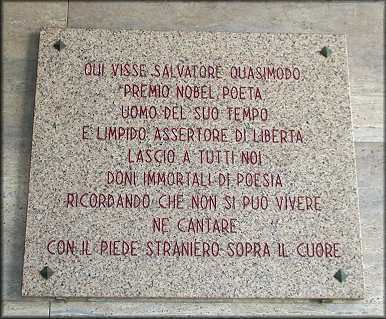 QUI VISSE SALVATORE QUASIMODO
PREMIO NOBEL, POETA
UOMO DEL SUO TEMPO
E LIMPIDO ASSERTORE DI LIBERTA
LASCIO A TUTTI NOI
DONI IMMORTALI DI POESIA
RICORDANDO CHE NON SI PUÒ VIVERE
NE CANTARE
CON IL PIEDE STRANIERO SOPRA IL CUORE